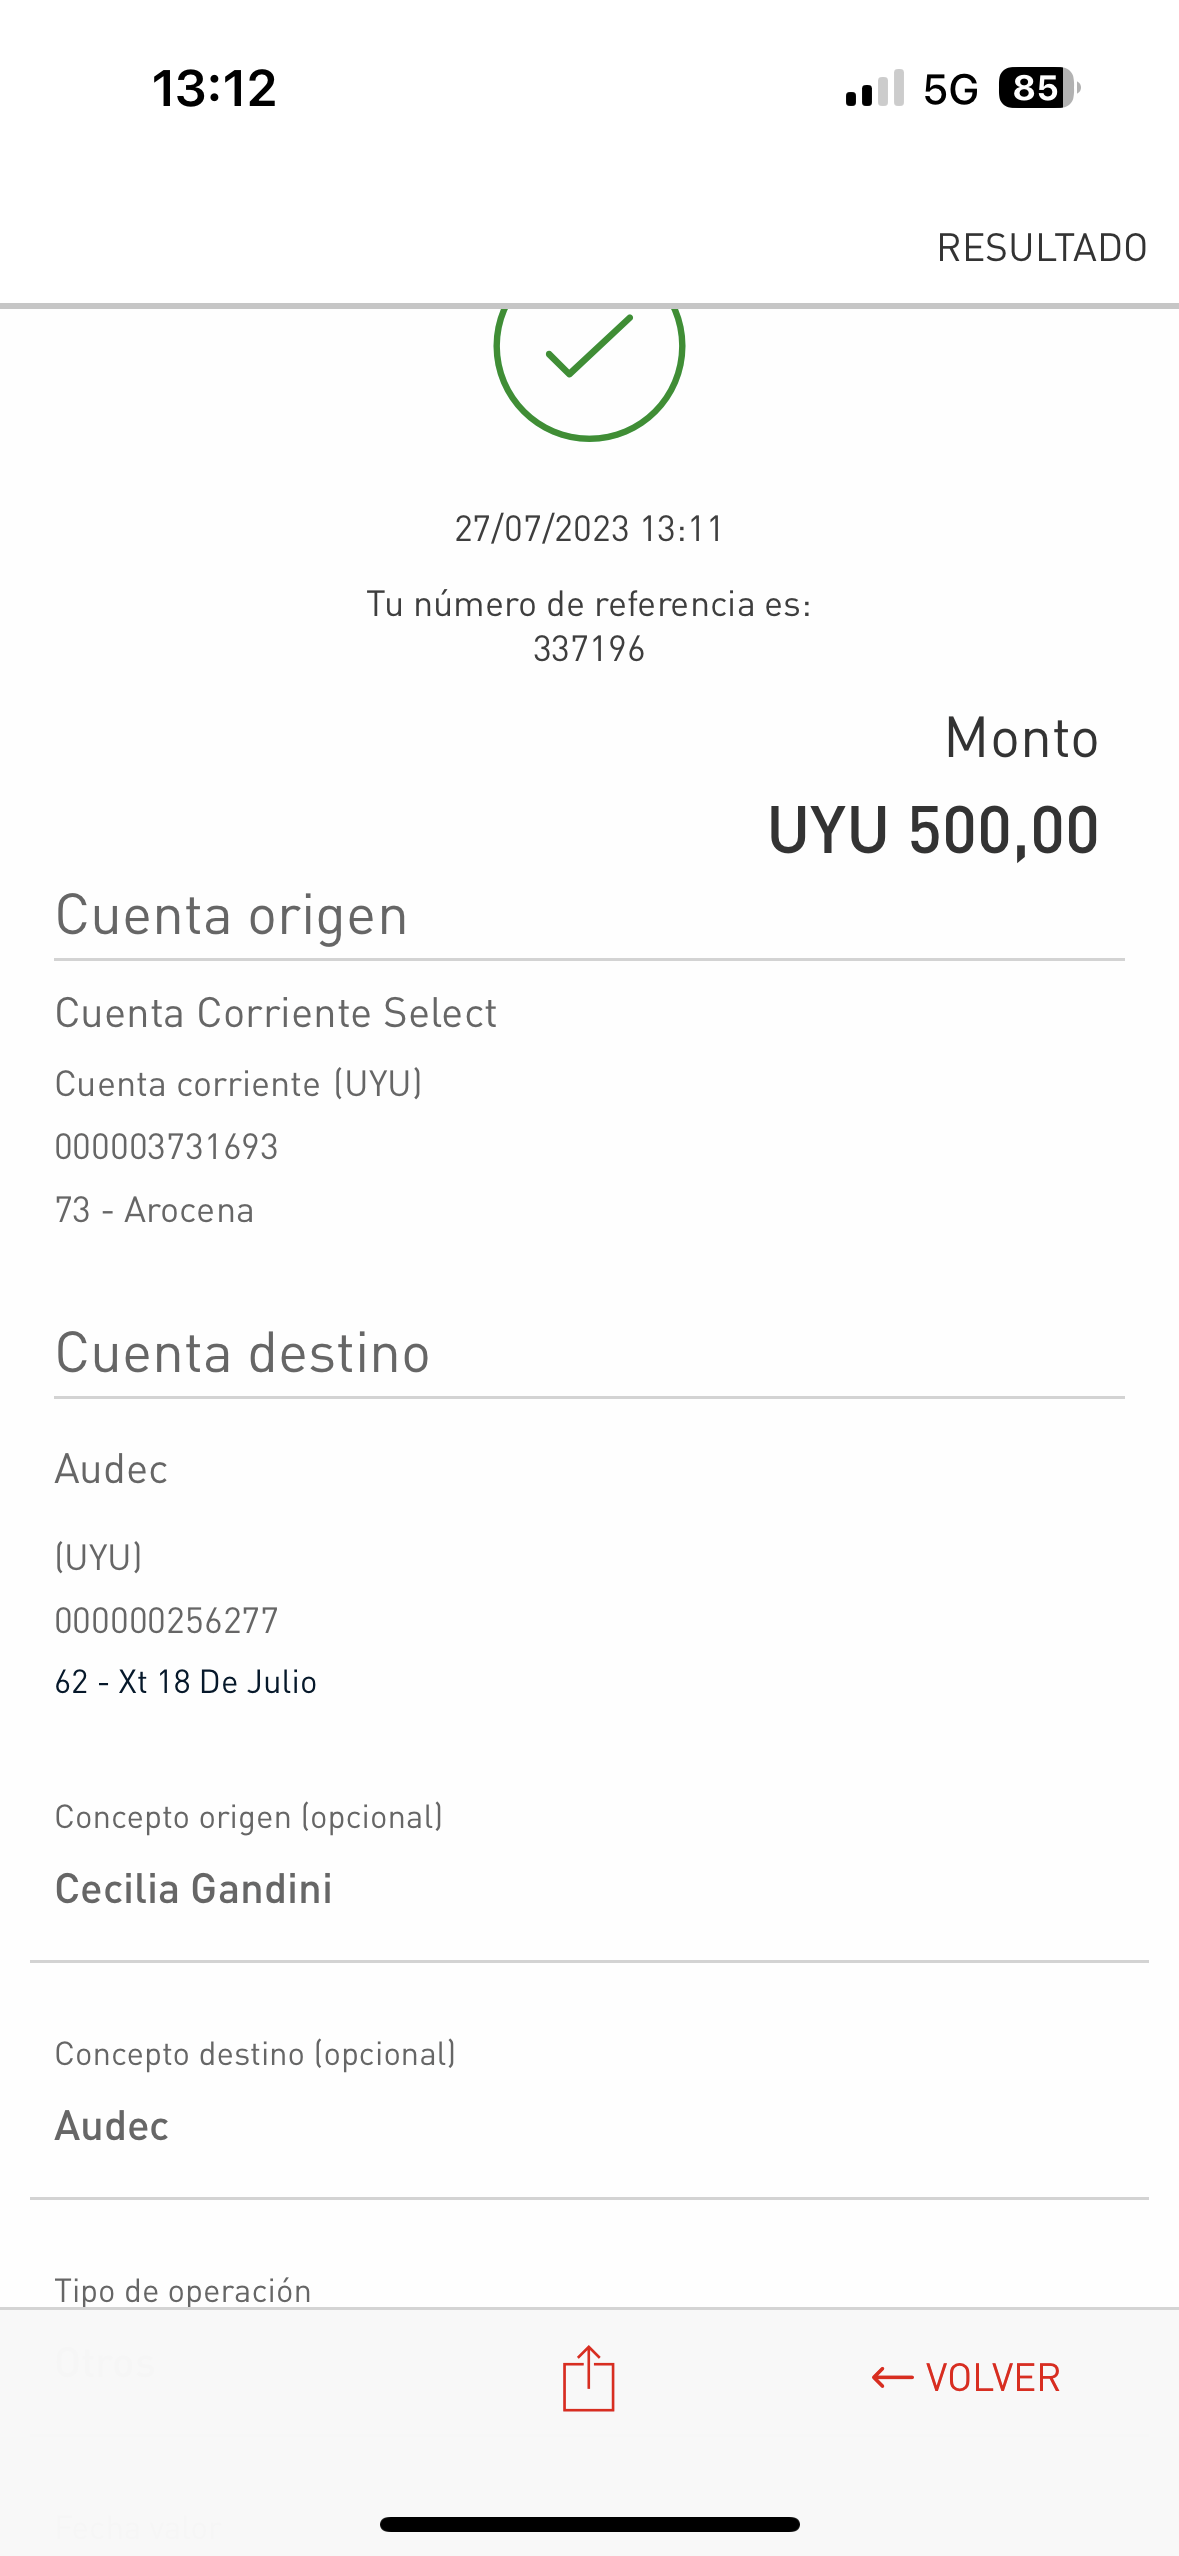 13:12
5G
85
RESULTADO
27/07/2023 13:11
Tu número de referencia es:
337196
Monto
UYU 500,00
Cuenta origen
Cuenta Corriente Select
Cuenta corriente (UYU)
000003731693
73 - Arocena
Cuenta destino
Audec
(UYU)
000000256277
62 - Xt 18 De Julio
Concepto origen (opcional)
Cecilia Gandini
Concepto destino (opcional)
Audec
Tipo de operación
Otros
VOLVER